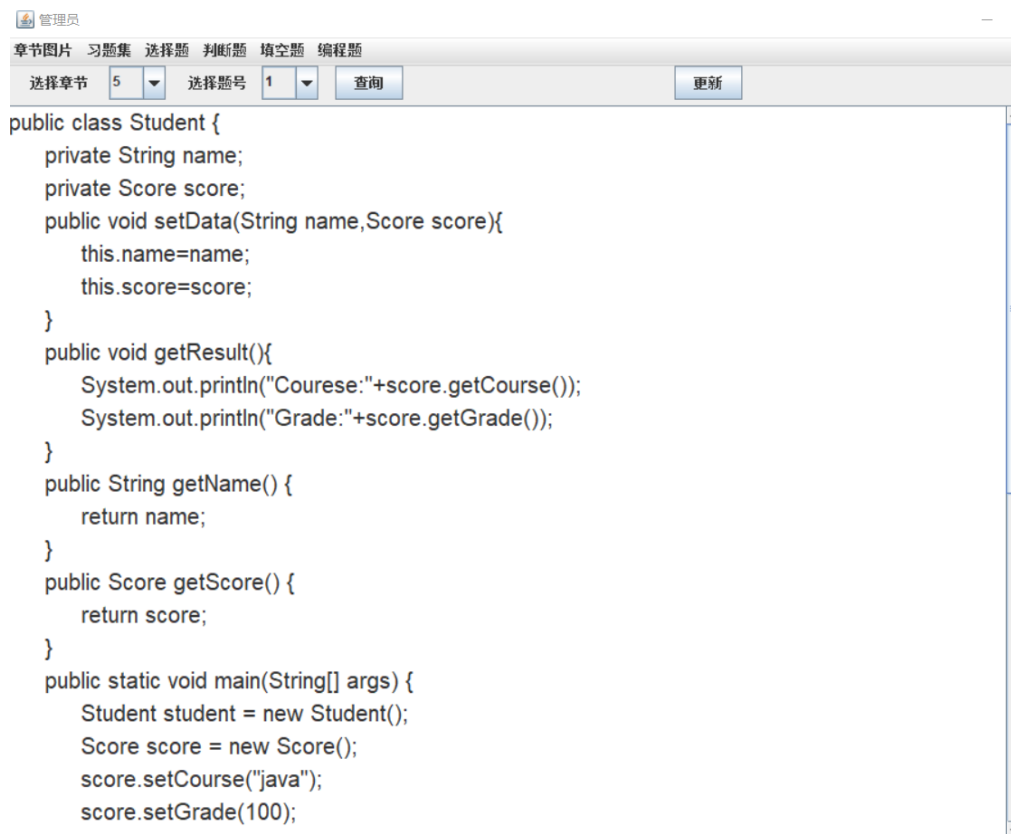 管理员
章节图片 习题集 选择题 判断题 填空题 编程题
选择章节 5 选择题号 1 查询 更新
public class Student {
private String name;
private Score score;
public void setData(String name,Score score){
this.name=name;
this.score=score;
}
public void getResult(){
System.out.println("Courese:"+score.getCourse());
System.out.println("Grade:"+score.getGrade());
}
public String getName() {
return name;
}
public Score getScore() {
return score;
}
public static void main(String[] args) {
Student student = new Student();
Score score = new Score();
score.setCourse("java");
score.setGrade(100);